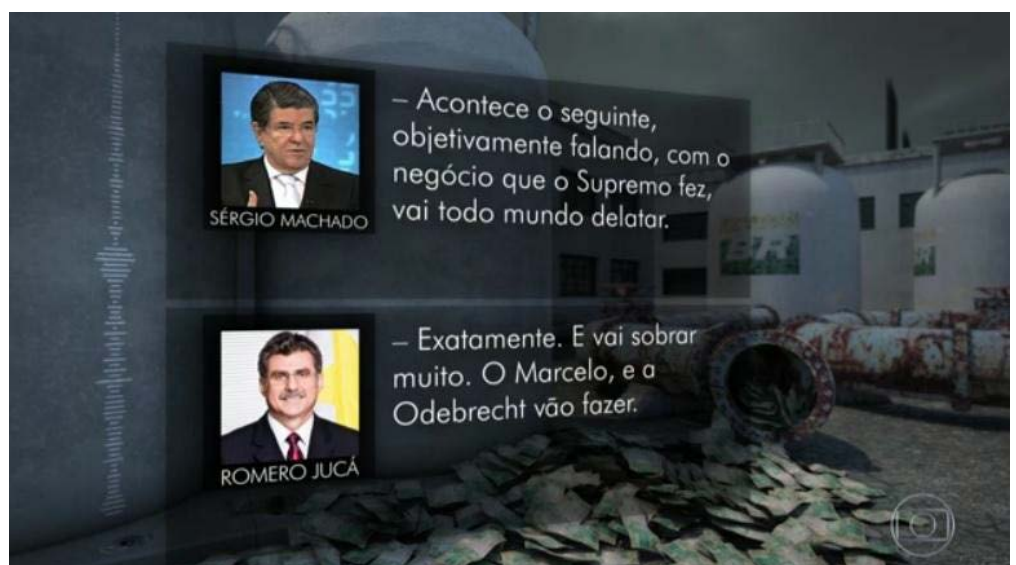 – Acontece o seguinte,
objetivamente falando, com o
negócio que o Supremo fez,
vai todo mundo delatar.
SÉRGIO MACHADO
– Exatamente. E vai sobrar
muito. O Marcelo, e a
Odebrecht vão fazer.
ROMERO JUCÁ